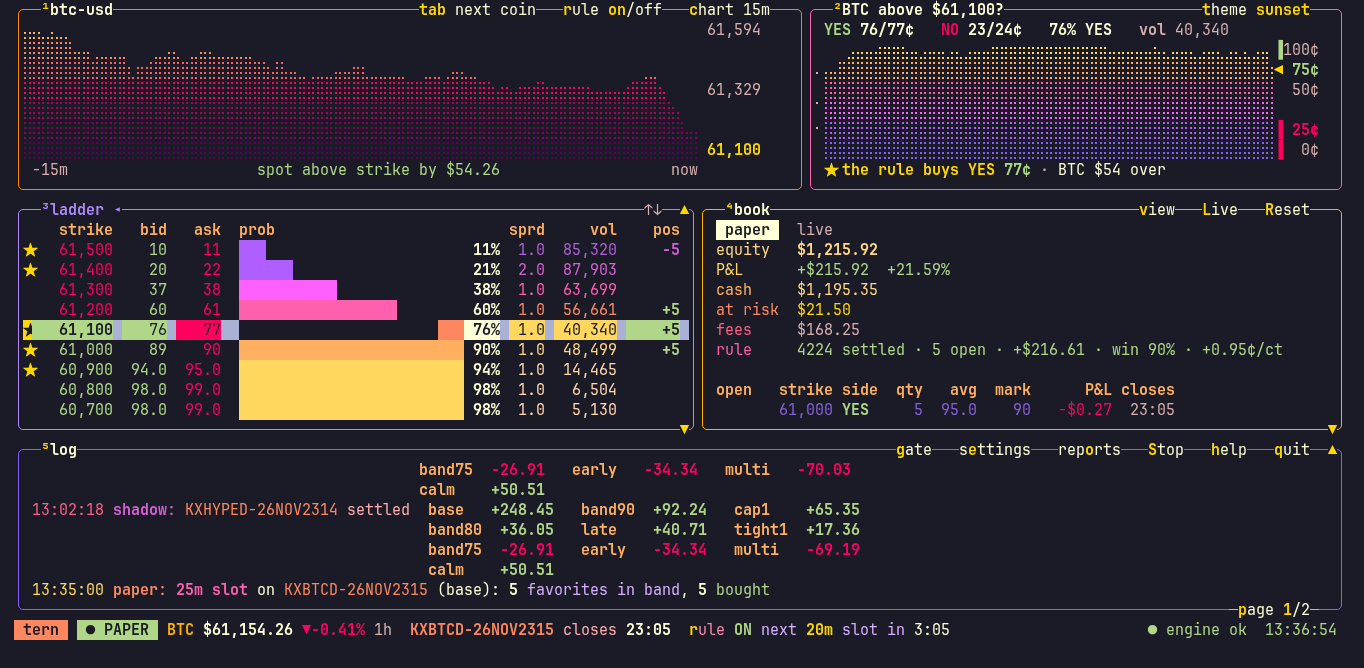 ¹btc-usd tab next coin rule on/off chart 15m
61,594
61,329
61,100
-15m spot above strike by $54.26 now
²BTC above $61,100? theme sunset
YES 76/77¢ NO 23/24¢ 76% YES vol 40,340
100¢
75¢
50¢
25¢
0¢
★ the rule buys YES 77¢ · BTC $54 over
³ladder ◂ ↑↓ ▲
strike bid ask prob sprd vol pos
★ 61,500 10 11 11% 1.0 85,320 -5
★ 61,400 20 22 21% 2.0 87,903
61,300 37 38 38% 1.0 63,699
61,200 60 61 60% 1.0 56,661 +5
★ 61,100 76 77 76% 1.0 40,340 +5
★ 61,000 89 90 90% 1.0 48,499 +5
★ 60,900 94.0 95.0 94% 1.0 14,465
60,800 98.0 99.0 98% 1.0 6,504
60,700 98.0 99.0 98% 1.0 5,130
⁴book view Live Reset
paper live
equity $1,215.92
P&L +$215.92 +21.59%
cash $1,195.35
at risk $21.50
fees $168.25
rule 4224 settled · 5 open · +$216.61 · win 90% · +0.95¢/ct
open strike side qty avg mark P&L closes
61,000 YES 5 95.0 90 -$0.27 23:05
⁵log gate settings reports Stop help quit ▲
band75 -26.91 early -34.34 multi -70.03
calm +50.51
13:02:18 shadow: KXHYPED-26NOV2314 settled base +248.45 band90 +92.24 cap1 +65.35
band80 +36.05 late +40.71 tight1 +17.36
band75 -26.91 early -34.34 multi -69.19
calm +50.51
13:35:00 paper: 25m slot on KXBTCD-26NOV2315 (base): 5 favorites in band, 5 bought
page 1/2
tern ● PAPER BTC $61,154.26 ▼-0.41% 1h KXBTCD-26NOV2315 closes 23:05 rule ON next 20m slot in 3:05 ● engine ok 13:36:54